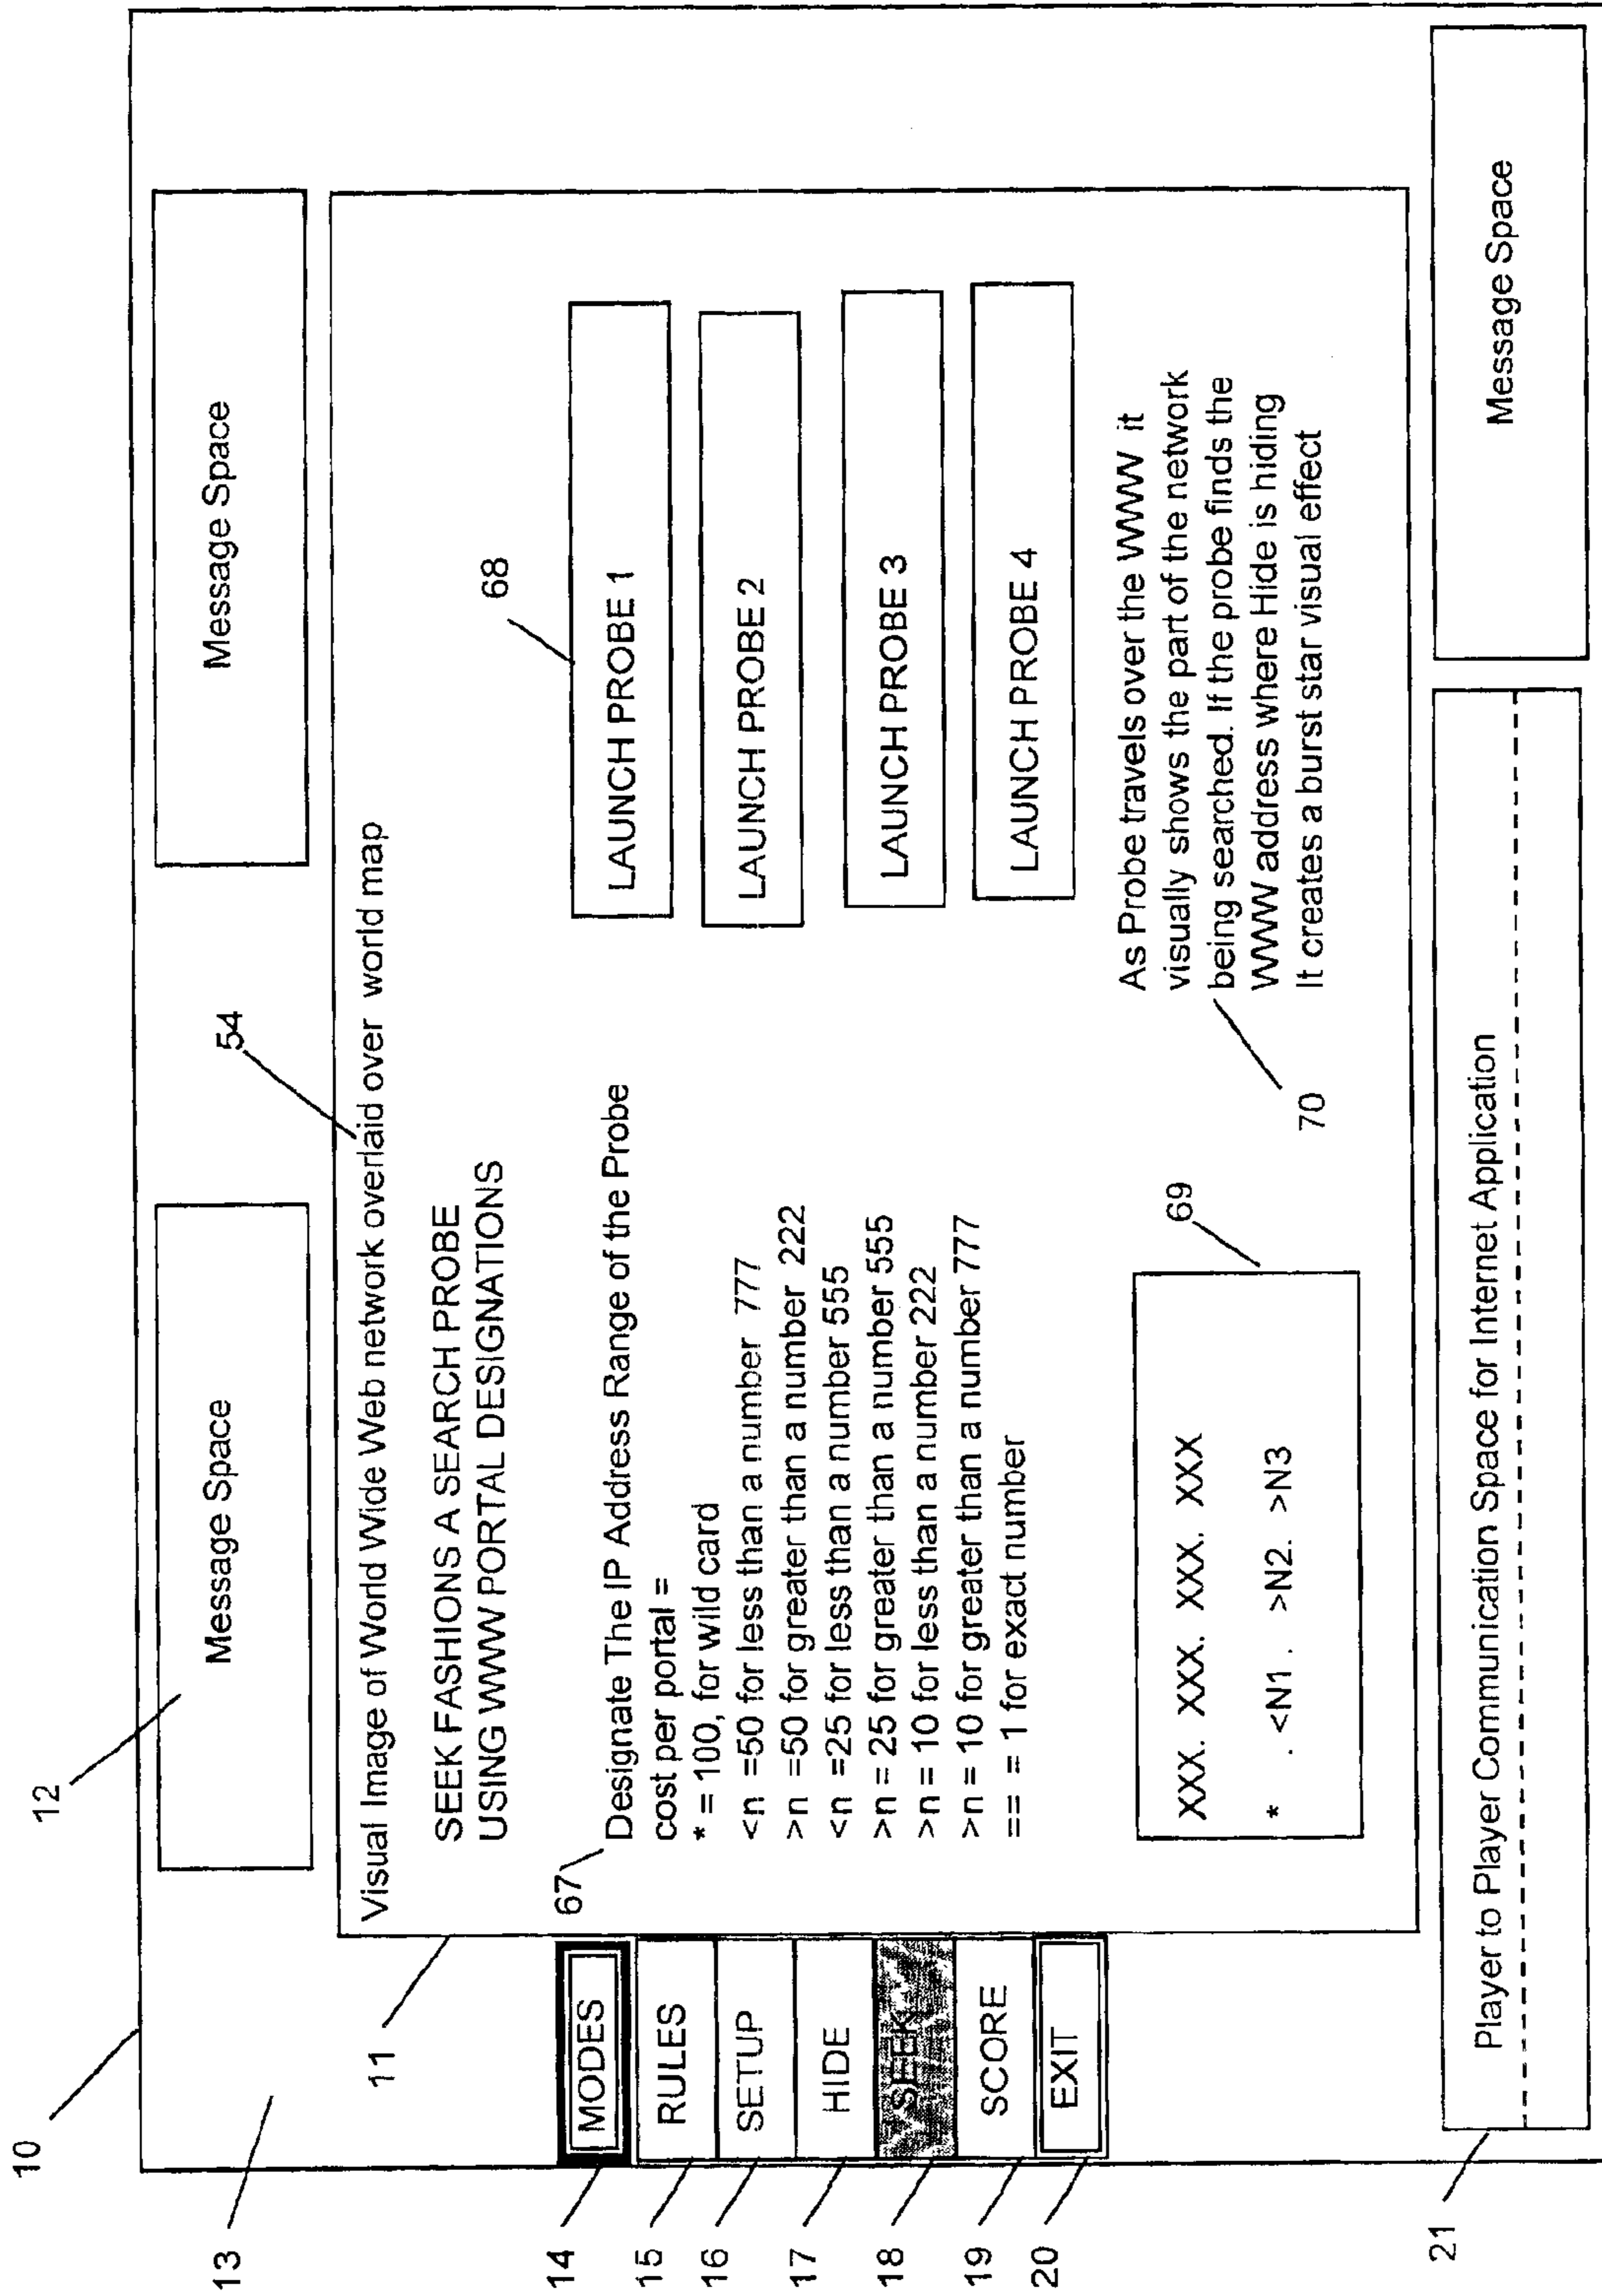 10
12
13
Message Space
Message Space
54
11
Visual Image of World Wide Web network overlaid over world map
SEEK FASHIONS A SEARCH PROBE
USING WWW PORTAL DESIGNATIONS
14
MODES
15
RULES
16
SETUP
17
HIDE
18
SEEK
19
SCORE
20
EXIT
67
Designate The IP Address Range of the Probe
cost per portal =
* = 100, for wild card
<n =50 for less than a number 777
>n =50 for greater than a number 222
<n =25 for less than a number 555
>n = 25 for greater than a number 555
>n = 10 for less than a number 222
>n = 10 for greater than a number 777
== = 1 for exact number
68
LAUNCH PROBE 1
LAUNCH PROBE 2
LAUNCH PROBE 3
LAUNCH PROBE 4
69
XXX. XXX. XXX. XXX
* . <N1. >N2. >N3
70
As Probe travels over the WWW it
visually shows the part of the network
being searched. If the probe finds the
WWW address where Hide is hiding
It creates a burst star visual effect
21
Player to Player Communication Space for Internet Application
Message Space